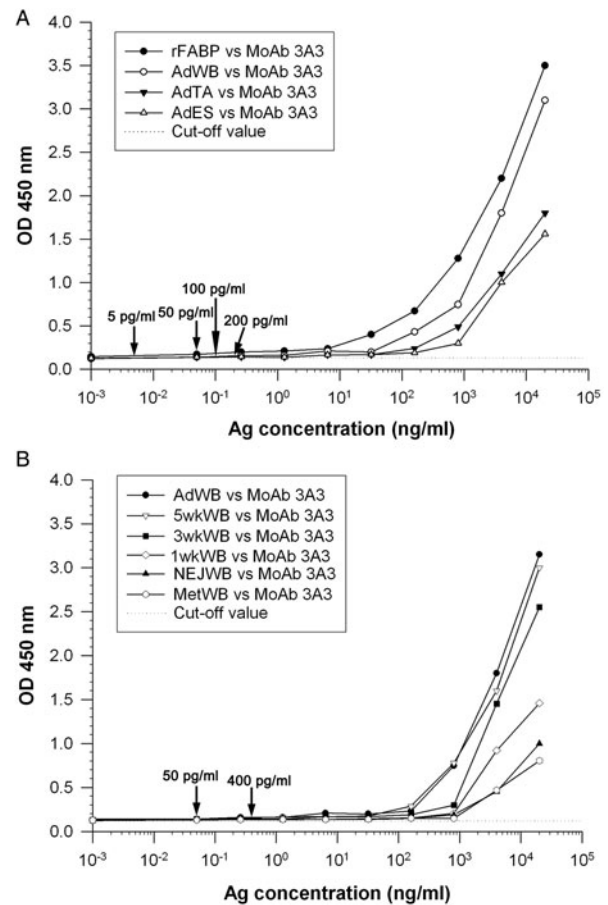 A
4.0
3.5
3.0
2.5
2.0
1.5
1.0
0.5
0.0
OD 450 nm
rFABP vs MoAb 3A3
AdWB vs MoAb 3A3
AdTA vs MoAb 3A3
AdES vs MoAb 3A3
Cut-off value
100 pg/ml
5 pg/ml
50 pg/ml
200 pg/ml
10⁻³ 10⁻² 10⁻¹ 10⁰ 10¹ 10² 10³ 10⁴ 10⁵
Ag concentration (ng/ml)
B
4.0
3.5
3.0
2.5
2.0
1.5
1.0
0.5
0.0
OD 450 nm
AdWB vs MoAb 3A3
5wkWB vs MoAb 3A3
3wkWB vs MoAb 3A3
1wkWB vs MoAb 3A3
NEJWB vs MoAb 3A3
MetWB vs MoAb 3A3
Cut-off value
50 pg/ml
400 pg/ml
10⁻³ 10⁻² 10⁻¹ 10⁰ 10¹ 10² 10³ 10⁴ 10⁵
Ag concentration (ng/ml)